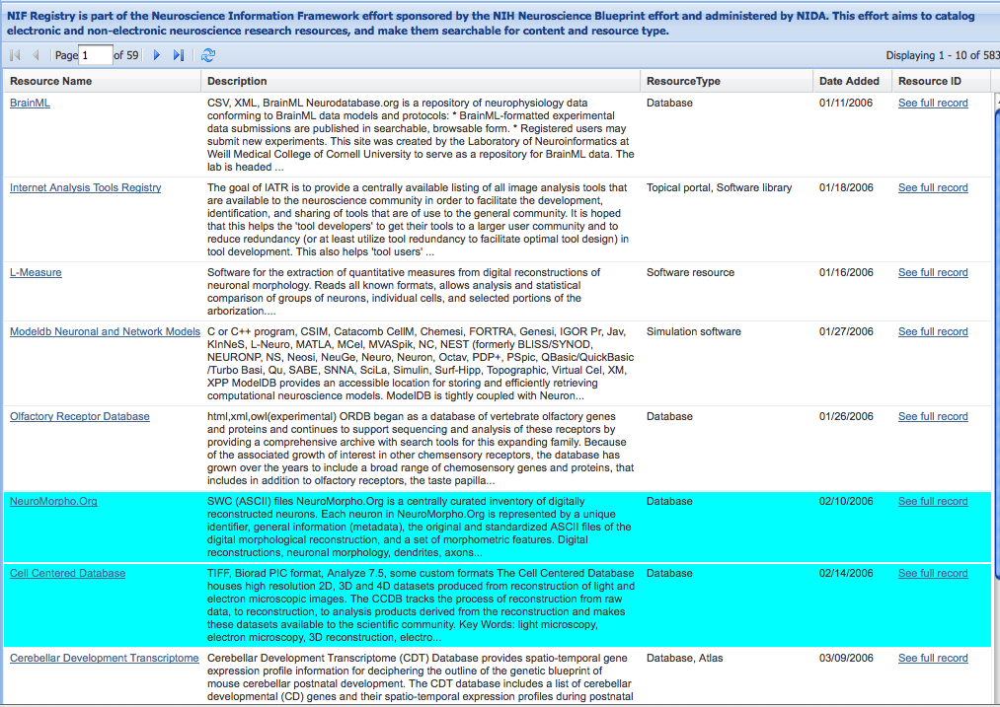 NIF Registry is part of the Neuroscience Information Framework effort sponsored by the NIH Neuroscience Blueprint effort and administered by NIDA. This effort aims to catalog
electronic and non-electronic neuroscience research resources, and make them searchable for content and resource type.
Page 1 of 59 Displaying 1 - 10 of 583
Resource Name Description ResourceType Date Added Resource ID
BrainML CSV, XML, BrainML Neurodatabase.org is a repository of neurophysiology data Database 01/11/2006 See full record
conforming to BrainML data models and protocols: * BrainML-formatted experimental
data submissions are published in searchable, browsable form. * Registered users may
submit new experiments. This site was created by the Laboratory of Neuroinformatics at
Weill Medical College of Cornell University to serve as a repository for BrainML data. The
lab is headed ...
Internet Analysis Tools Registry The goal of IATR is to provide a centrally available listing of all image analysis tools that Topical portal, Software library 01/18/2006 See full record
are available to the neuroscience community in order to facilitate the development,
identification, and sharing of tools that are of use to the general community. It is hoped
that this helps the 'tool developers' to get their tools to a larger user community and to
reduce redundancy (or at least utilize tool redundancy to facilitate optimal tool design) in
tool development. This also helps 'tool users' ...
L-Measure Software for the extraction of quantitative measures from digital reconstructions of Software resource 01/16/2006 See full record
neuronal morphology. Reads all known formats, allows analysis and statistical
comparison of groups of neurons, individual cells, and selected portions of the
arborization....
Modeldb Neuronal and Network Models C or C++ program, CSIM, Catacomb CellM, Chemesi, FORTRA, Genesi, IGOR Pr, Jav, Simulation software 01/27/2006 See full record
KInNeS, L-Neuro, MATLA, MCel, MVASpik, NC, NEST (formerly BLISS/SYNOD,
NEURONP, NS, Neosi, NeuGe, Neuro, Neuron, Octav, PDP+, PSpic, QBasic/QuickBasic
/Turbo Basi, Qu, SABE, SNNA, SciLa, Simulin, Surf-Hipp, Topographic, Virtual Cel, XM,
XPP ModelDB provides an accessible location for storing and efficiently retrieving
computational neuroscience models. ModelDB is tightly coupled with Neuron...
Olfactory Receptor Database html,xml,owl(experimental) ORDB began as a database of vertebrate olfactory genes Database 01/26/2006 See full record
and proteins and continues to support sequencing and analysis of these receptors by
providing a comprehensive archive with search tools for this expanding family. Because
of the associated growth of interest in other chemsensory receptors, the database has
grown over the years to include a broad range of chemosensory genes and proteins, that
includes in addition to olfactory receptors, the taste papilla...
NeuroMorpho.Org SWC (ASCII) files NeuroMorpho.Org is a centrally curated inventory of digitally Database 02/10/2006 See full record
reconstructed neurons. Each neuron in NeuroMorpho.Org is represented by a unique
identifier, general information (metadata), the original and standardized ASCII files of the
digital morphological reconstruction, and a set of morphometric features. Digital
reconstructions, neuronal morphology, dendrites, axons...
Cell Centered Database TIFF, Biorad PIC format, Analyze 7.5, some custom formats The Cell Centered Database Database 02/14/2006 See full record
houses high resolution 2D, 3D and 4D datasets produced from reconstruction of light and
electron microscopic images. The CCDB tracks the process of reconstruction from raw
data, to reconstruction, to analysis products derived from the reconstruction and makes
these datasets available to the scientific community. Key Words: light microscopy,
electron microscopy, 3D reconstruction, electro...
Cerebellar Development Transcriptome Cerebellar Development Transcriptome (CDT) Database provides spatio-temporal gene Database, Atlas 03/09/2006 See full record
expression profile information for deciphering the outline of the genetic blueprint of
mouse cerebellar postnatal development. The CDT database includes a list of cerebellar
developmental (CD) genes and their spatio-temporal expression profiles during postnatal